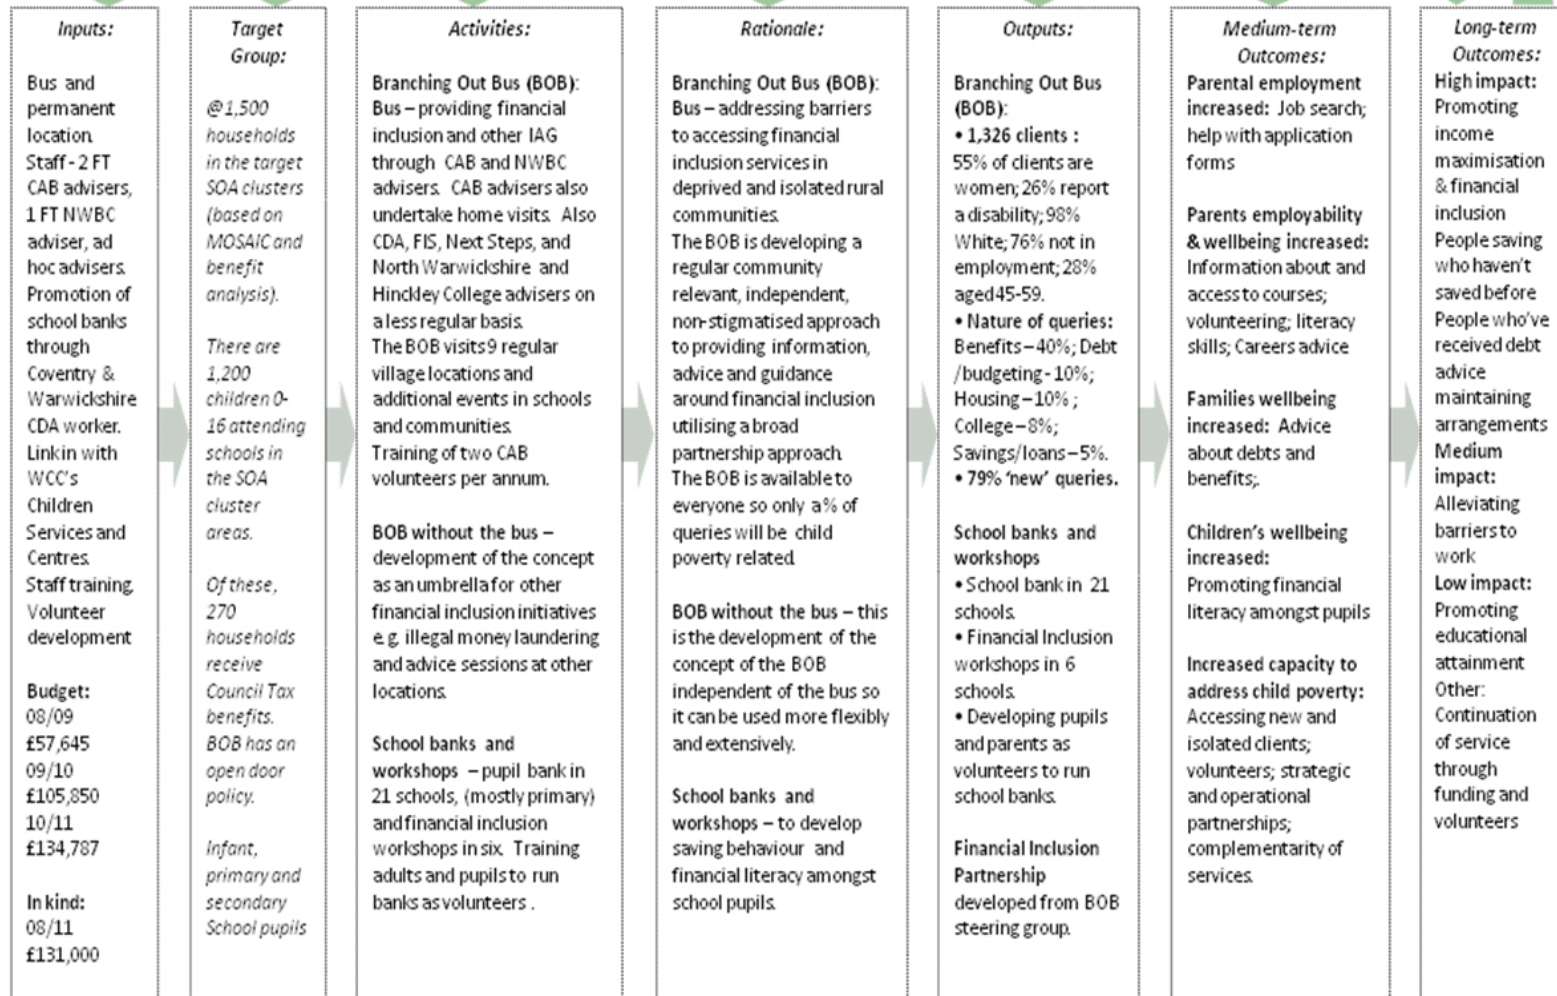 Inputs:
Bus and
permanent
location.
Staff - 2 FT
CAB advisers,
1 FT NWBC
adviser, ad
hoc advisers.
Promotion of
school banks
through
Coventry &
Warwickshire
CDA worker.
Link in with
WCC's
Children
Services and
Centres.
Staff training.
Volunteer
development
Budget:
08/09
£57,645
09/10
£105,850
10/11
£134,787
In kind:
08/11
£131,000
Target
Group:
@1,500
households
in the target
SOA clusters
(based on
MOSAIC and
benefit
analysis).
There are
1,200
children 0-
16 attending
schools in
the SOA
cluster
areas.
Of these,
270
households
receive
Council Tax
benefits.
BOB has an
open door
policy.
Infant,
primary and
secondary
School pupils
Activities:
Branching Out Bus (BOB):
Bus – providing financial
inclusion and other IAG
through CAB and NWBC
advisers. CAB advisers also
undertake home visits. Also
CDA, FIS, Next Steps, and
North Warwickshire and
Hinckley College advisers on
a less regular basis.
The BOB visits 9 regular
village locations and
additional events in schools
and communities.
Training of two CAB
volunteers per annum.
BOB without the bus –
development of the concept
as an umbrella for other
financial inclusion initiatives
e.g. illegal money laundering
and advice sessions at other
locations.
School banks and
workshops – pupil bank in
21 schools, (mostly primary)
and financial inclusion
workshops in six. Training
adults and pupils to run
banks as volunteers .
Rationale:
Branching Out Bus (BOB):
Bus – addressing barriers
to accessing financial
inclusion services in
deprived and isolated rural
communities.
The BOB is developing a
regular community
relevant, independent,
non-stigmatised approach
to providing information,
advice and guidance
around financial inclusion
utilising a broad
partnership approach.
The BOB is available to
everyone so only a % of
queries will be child
poverty related.
BOB without the bus – this
is the development of the
concept of the BOB
independent of the bus so
it can be used more flexibly
and extensively.
School banks and
workshops – to develop
saving behaviour and
financial literacy amongst
school pupils.
Outputs:
Branching Out Bus
(BOB):
• 1,326 clients :
55% of clients are
women; 26% report
a disability; 98%
White; 76% not in
employment; 28%
aged 45-59.
• Nature of queries:
Benefits – 40%; Debt
/budgeting - 10%;
Housing – 10% ;
College – 8%;
Savings/loans – 5%.
• 79% 'new' queries.
School banks and
workshops
• School bank in 21
schools.
• Financial Inclusion
workshops in 6
schools.
• Developing pupils
and parents as
volunteers to run
school banks.
Financial Inclusion
Partnership
developed from BOB
steering group.
Medium-term
Outcomes:
Parental employment
increased: Job search;
help with application
forms
Parents employability
& wellbeing increased:
Information about and
access to courses;
volunteering; literacy
skills; Careers advice
Families wellbeing
increased: Advice
about debts and
benefits;.
Children's wellbeing
increased:
Promoting financial
literacy amongst pupils
Increased capacity to
address child poverty:
Accessing new and
isolated clients;
volunteers; strategic
and operational
partnerships;
complementarity of
services.
Long-term
Outcomes:
High impact:
Promoting
income
maximisation
& financial
inclusion
People saving
who haven't
saved before
People who've
received debt
advice
maintaining
arrangements
Medium
impact:
Alleviating
barriers to
work
Low impact:
Promoting
educational
attainment
Other:
Continuation
of service
through
funding and
volunteers